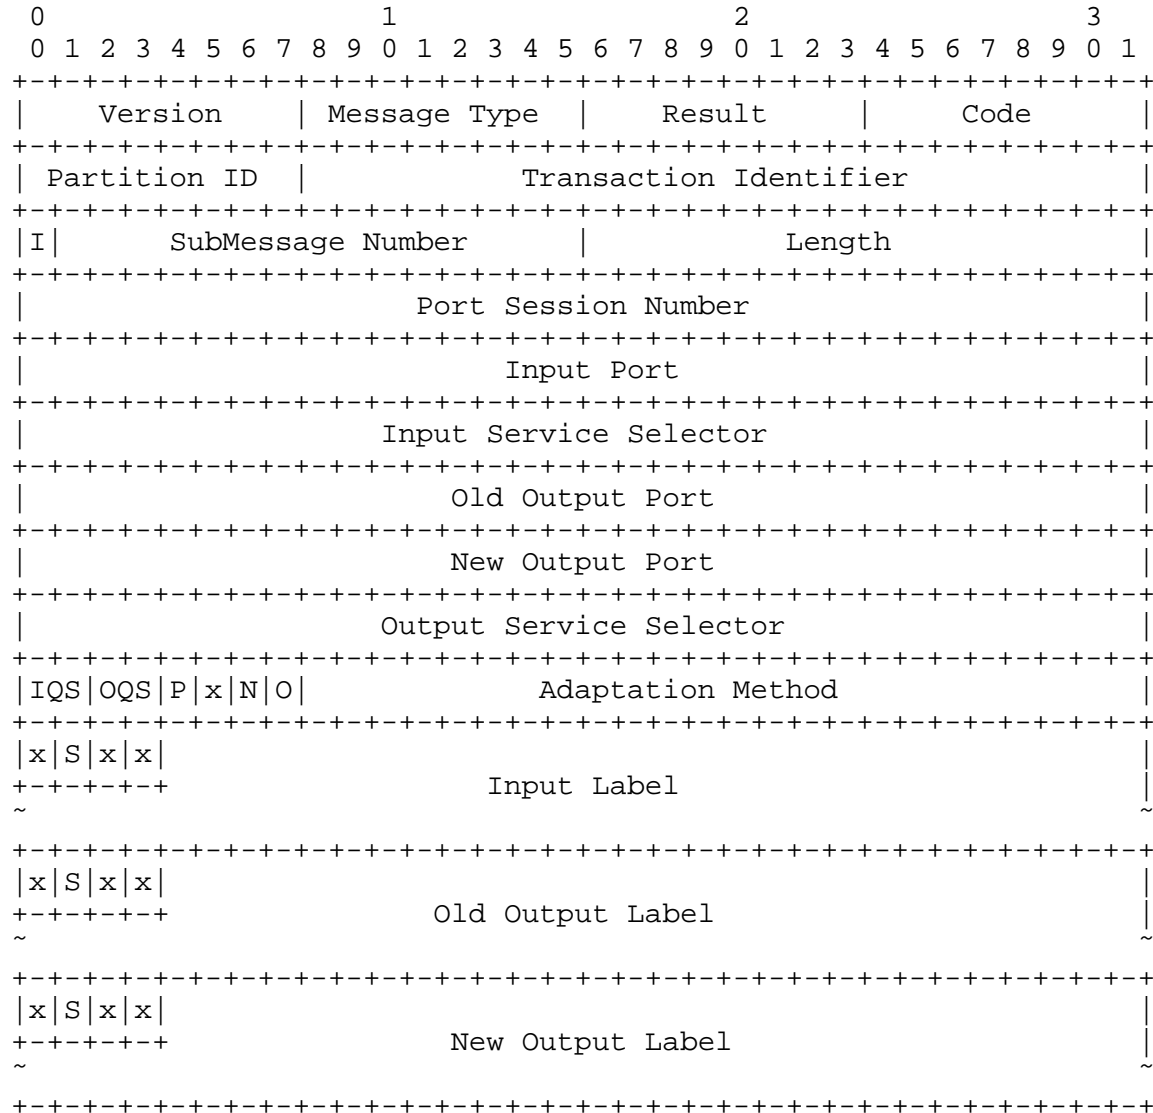 0                   1                   2                   3
 0 1 2 3 4 5 6 7 8 9 0 1 2 3 4 5 6 7 8 9 0 1 2 3 4 5 6 7 8 9 0 1
+-+-+-+-+-+-+-+-+-+-+-+-+-+-+-+-+-+-+-+-+-+-+-+-+-+-+-+-+-+-+-+-+
|    Version    | Message Type  |    Result     |     Code      |
+-+-+-+-+-+-+-+-+-+-+-+-+-+-+-+-+-+-+-+-+-+-+-+-+-+-+-+-+-+-+-+-+
| Partition ID  |            Transaction Identifier             |
+-+-+-+-+-+-+-+-+-+-+-+-+-+-+-+-+-+-+-+-+-+-+-+-+-+-+-+-+-+-+-+-+
|I|      SubMessage Number      |           Length              |
+-+-+-+-+-+-+-+-+-+-+-+-+-+-+-+-+-+-+-+-+-+-+-+-+-+-+-+-+-+-+-+-+
|                      Port Session Number                      |
+-+-+-+-+-+-+-+-+-+-+-+-+-+-+-+-+-+-+-+-+-+-+-+-+-+-+-+-+-+-+-+-+
|                           Input Port                          |
+-+-+-+-+-+-+-+-+-+-+-+-+-+-+-+-+-+-+-+-+-+-+-+-+-+-+-+-+-+-+-+-+
|                    Input Service Selector                     |
+-+-+-+-+-+-+-+-+-+-+-+-+-+-+-+-+-+-+-+-+-+-+-+-+-+-+-+-+-+-+-+-+
|                        Old Output Port                        |
+-+-+-+-+-+-+-+-+-+-+-+-+-+-+-+-+-+-+-+-+-+-+-+-+-+-+-+-+-+-+-+-+
|                        New Output Port                        |
+-+-+-+-+-+-+-+-+-+-+-+-+-+-+-+-+-+-+-+-+-+-+-+-+-+-+-+-+-+-+-+-+
|                    Output Service Selector                    |
+-+-+-+-+-+-+-+-+-+-+-+-+-+-+-+-+-+-+-+-+-+-+-+-+-+-+-+-+-+-+-+-+
|IQS|OQS|P|x|N|O|             Adaptation Method                 |
+-+-+-+-+-+-+-+-+-+-+-+-+-+-+-+-+-+-+-+-+-+-+-+-+-+-+-+-+-+-+-+-+
|x|S|x|x|                                                       |
+-+-+-+-+                  Input Label                          |
~                                                               ~
+-+-+-+-+-+-+-+-+-+-+-+-+-+-+-+-+-+-+-+-+-+-+-+-+-+-+-+-+-+-+-+-+
|x|S|x|x|                                                       |
+-+-+-+-+               Old Output Label                        |
~                                                               ~
+-+-+-+-+-+-+-+-+-+-+-+-+-+-+-+-+-+-+-+-+-+-+-+-+-+-+-+-+-+-+-+-+
|x|S|x|x|                                                       |
+-+-+-+-+                New Output Label                       |
~                                                               ~
+-+-+-+-+-+-+-+-+-+-+-+-+-+-+-+-+-+-+-+-+-+-+-+-+-+-+-+-+-+-+-+-+